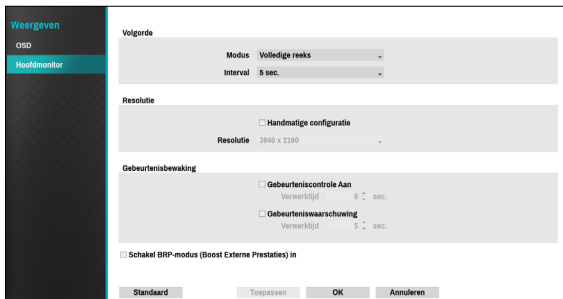 Weergeven
OSD
Hoofdmonitor
Volgorde
Modus Volledige reeks
Interval 5 sec.
Resolutie
Handmatige configuratie
Resolutie 3840 x 2160
Gebeurtenisbewaking
Gebeurteniscontrole Aan
Verwerktijd 5 sec.
Gebeurteniswaarschuwing
Verwerktijd 5 sec.
Schakel BRP-modus (Boost Externe Prestaties) in
Standaard Toepassen OK Annuleren